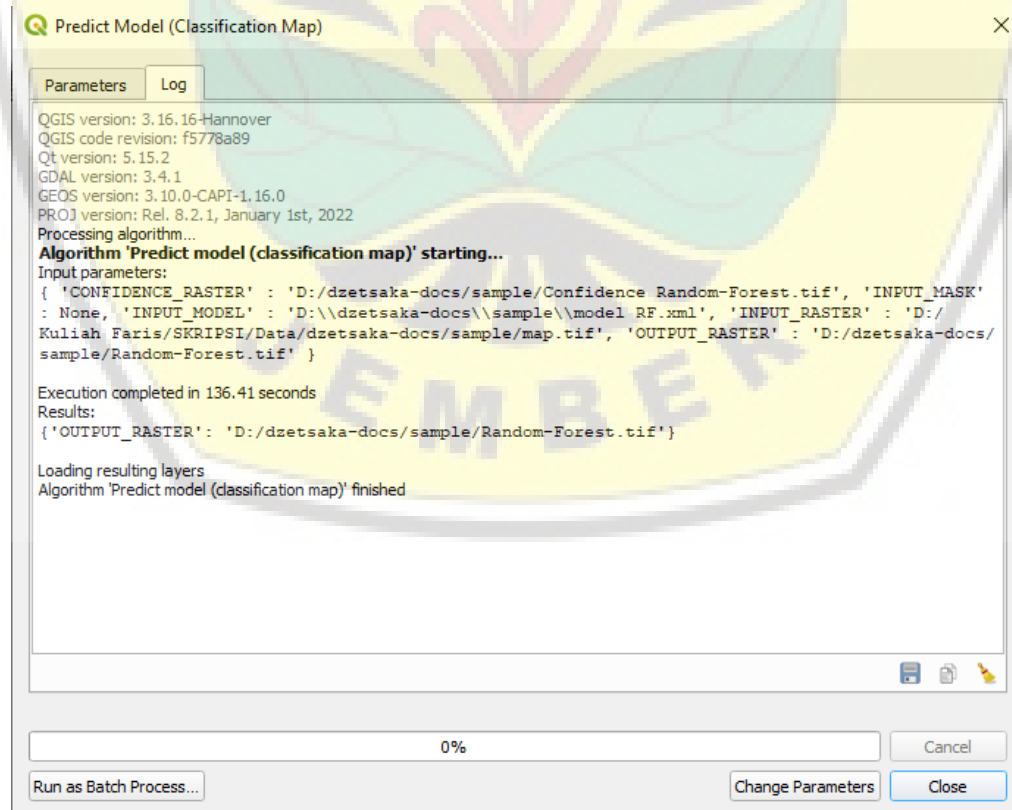 Predict Model (Classification Map)
Parameters Log
QGIS version: 3.16.16-Hannover
QGIS code revision: f5778a89
Qt version: 5.15.2
GDAL version: 3.4.1
GEOS version: 3.10.0-CAPI-1.16.0
PROJ version: Rel. 8.2.1, January 1st, 2022
Processing algorithm…
Algorithm 'Predict model (classification map)' starting…
Input parameters:
{ 'CONFIDENCE_RASTER' : 'D:/dzetsaka-docs/sample/Confidence Random-Forest.tif', 'INPUT_MASK'
: None, 'INPUT_MODEL' : 'D:\\dzetsaka-docs\\sample\\model RF.xml', 'INPUT_RASTER' : 'D:/
Kuliah Faris/SKRIPSI/Data/dzetsaka-docs/sample/map.tif', 'OUTPUT_RASTER' : 'D:/dzetsaka-docs/
sample/Random-Forest.tif' }
Execution completed in 136.41 seconds
Results:
{'OUTPUT_RASTER': 'D:/dzetsaka-docs/sample/Random-Forest.tif'}
Loading resulting layers
Algorithm 'Predict model (classification map)' finished
JEMBER
0% Cancel
Run as Batch Process... Change Parameters Close